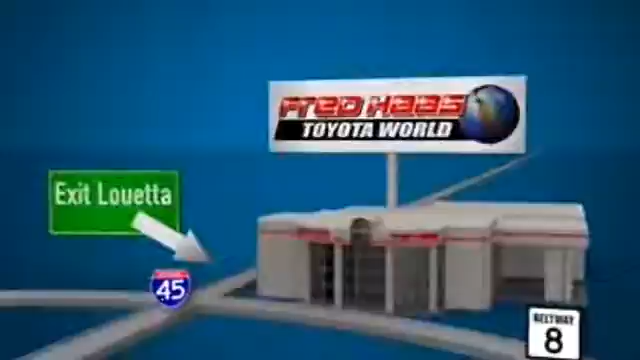 FreD Haas
TOYOTA WORLD
Exit Louetta
45
BELTWAY
8